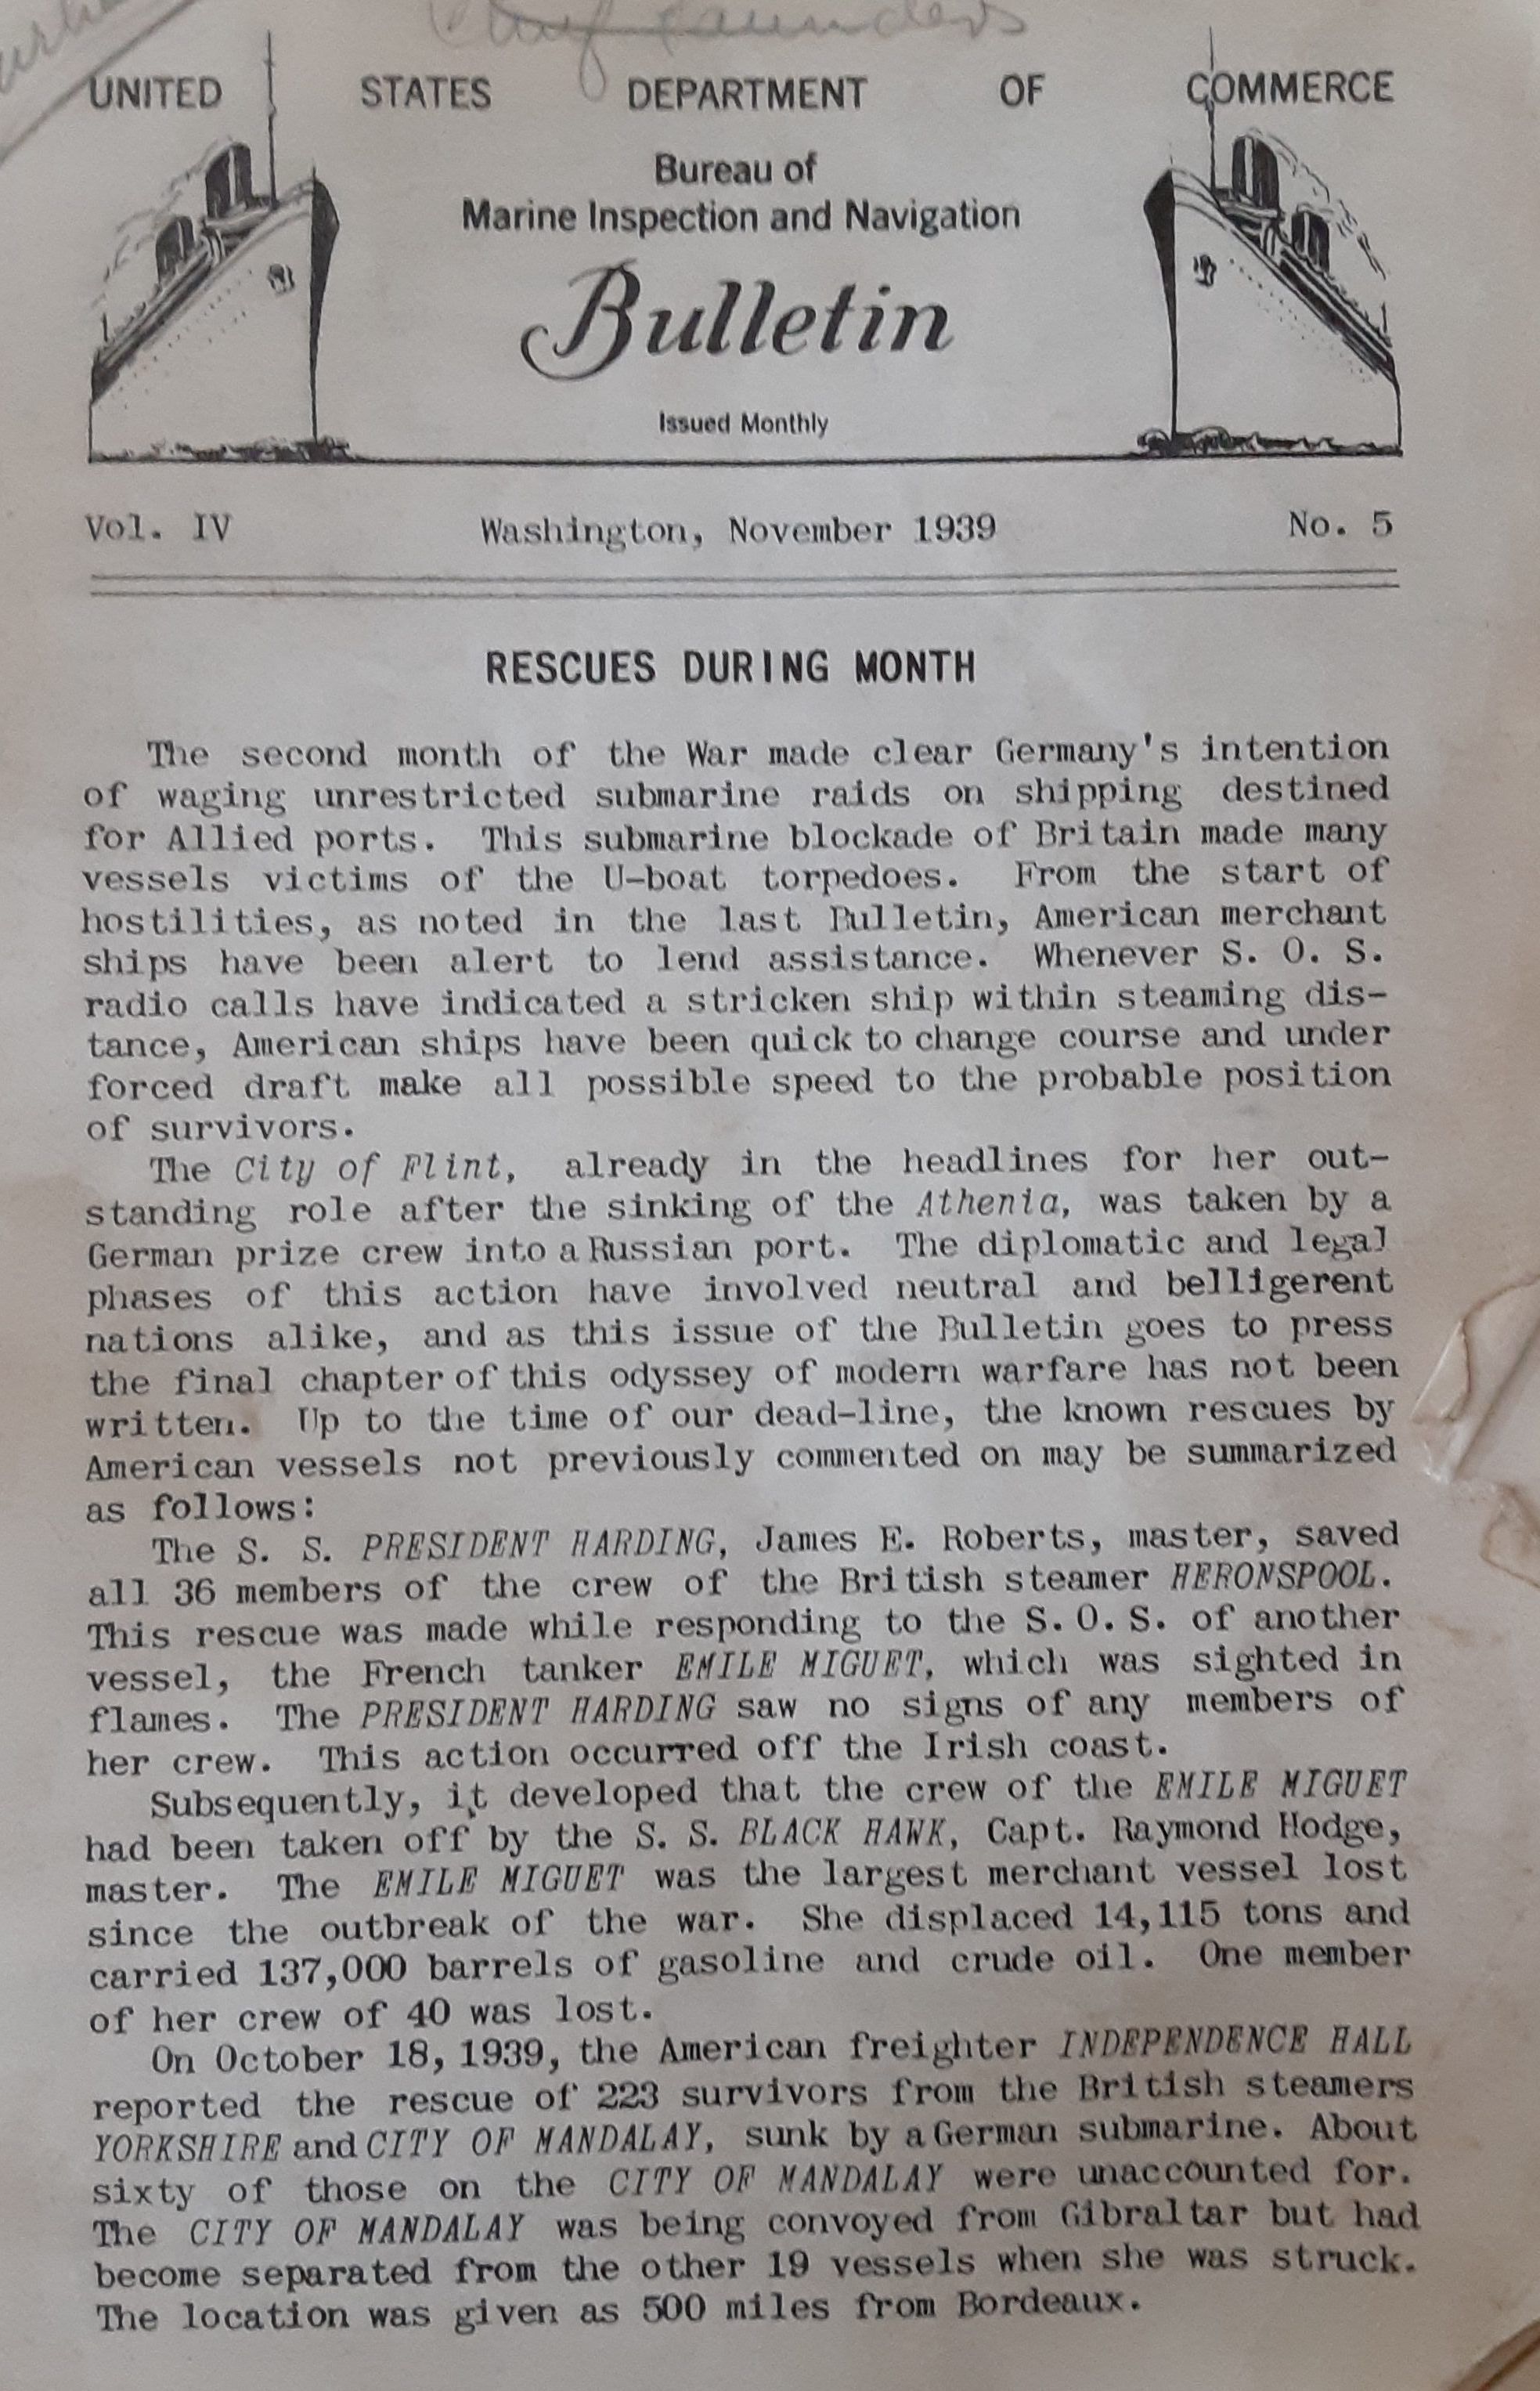 Chief Saunders
UNITED STATES DEPARTMENT OF COMMERCE
Bureau of
Marine Inspection and Navigation
Bulletin
Issued Monthly
Vol. IV Washington, November 1939 No. 5
RESCUES DURING MONTH
The second month of the War made clear Germany's intention
of waging unrestricted submarine raids on shipping destined
for Allied ports. This submarine blockade of Britain made many
vessels victims of the U-boat torpedoes. From the start of
hostilities, as noted in the last Bulletin, American merchant
ships have been alert to lend assistance. Whenever S. O. S.
radio calls have indicated a stricken ship within steaming dis-
tance, American ships have been quick to change course and under
forced draft make all possible speed to the probable position
of survivors.
The City of Flint, already in the headlines for her out-
standing role after the sinking of the Athenia, was taken by a
German prize crew into a Russian port. The diplomatic and legal
phases of this action have involved neutral and belligerent
nations alike, and as this issue of the Bulletin goes to press
the final chapter of this odyssey of modern warfare has not been
written. Up to the time of our dead-line, the known rescues by
American vessels not previously commented on may be summarized
as follows:
The S. S. PRESIDENT HARDING, James E. Roberts, master, saved
all 36 members of the crew of the British steamer HERONSPOOL.
This rescue was made while responding to the S. O. S. of another
vessel, the French tanker EMILE MIGUET, which was sighted in
flames. The PRESIDENT HARDING saw no signs of any members of
her crew. This action occurred off the Irish coast.
Subsequently, it developed that the crew of the EMILE MIGUET
had been taken off by the S. S. BLACK HAWK, Capt. Raymond Hodge,
master. The EMILE MIGUET was the largest merchant vessel lost
since the outbreak of the war. She displaced 14,115 tons and
carried 137,000 barrels of gasoline and crude oil. One member
of her crew of 40 was lost.
On October 18, 1939, the American freighter INDEPENDENCE HALL
reported the rescue of 223 survivors from the British steamers
YORKSHIRE and CITY OF MANDALAY, sunk by a German submarine. About
sixty of those on the CITY OF MANDALAY were unaccounted for.
The CITY OF MANDALAY was being convoyed from Gibraltar but had
become separated from the other 19 vessels when she was struck.
The location was given as 500 miles from Bordeaux.